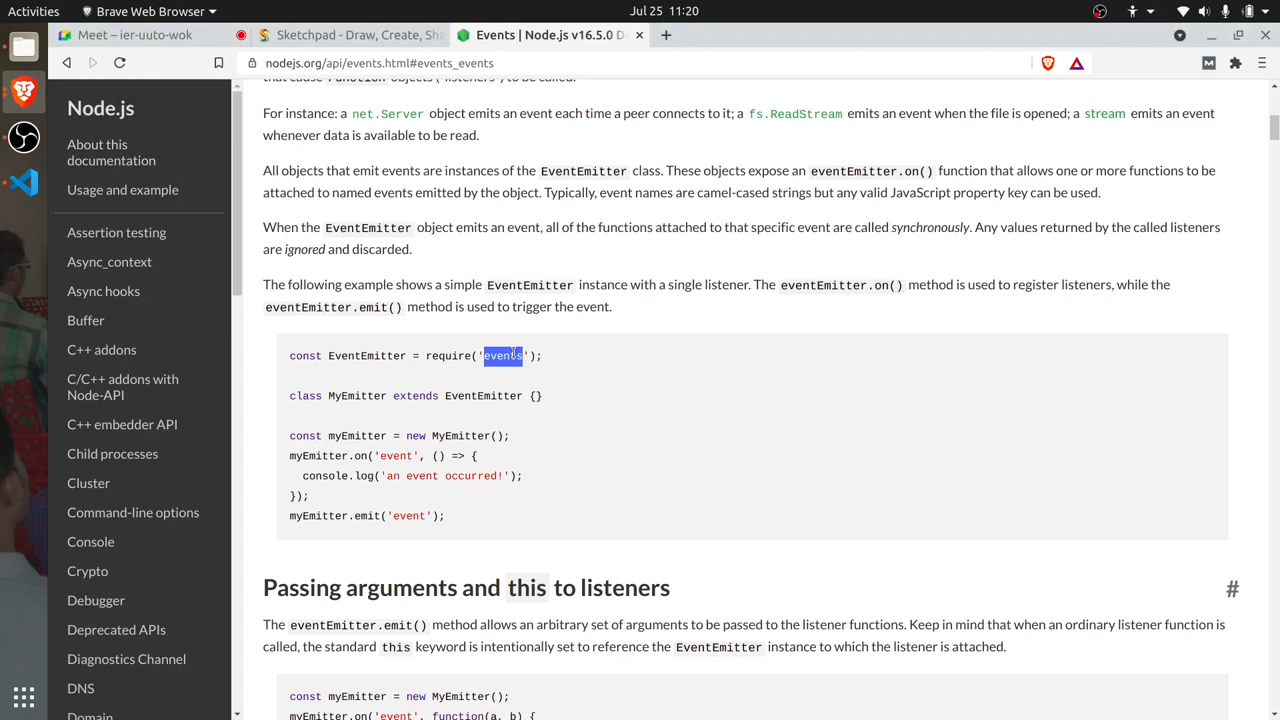 Activities
Brave Web Browser
Jul 25 11:20
Meet – ier-uuto-wok
Sketchpad - Draw, Create, Sha
Events | Node.js v16.5.0 D
nodejs.org/api/events.html#events_events
Node.js
About this
documentation
Usage and example
Assertion testing
Async_context
Async hooks
Buffer
C++ addons
C/C++ addons with
Node-API
C++ embedder API
Child processes
Cluster
Command-line options
Console
Crypto
Debugger
Deprecated APIs
Diagnostics Channel
DNS
Domain
that cause Function objects ("listeners") to be called.
For instance: a net.Server object emits an event each time a peer connects to it; a fs.ReadStream emits an event when the file is opened; a stream emits an event
whenever data is available to be read.
All objects that emit events are instances of the EventEmitter class. These objects expose an eventEmitter.on() function that allows one or more functions to be
attached to named events emitted by the object. Typically, event names are camel-cased strings but any valid JavaScript property key can be used.
When the EventEmitter object emits an event, all of the functions attached to that specific event are called synchronously. Any values returned by the called listeners
are ignored and discarded.
The following example shows a simple EventEmitter instance with a single listener. The eventEmitter.on() method is used to register listeners, while the
eventEmitter.emit() method is used to trigger the event.
const EventEmitter = require('events');
class MyEmitter extends EventEmitter {}
const myEmitter = new MyEmitter();
myEmitter.on('event', () => {
console.log('an event occurred!');
});
myEmitter.emit('event');
Passing arguments and this to listeners
#
The eventEmitter.emit() method allows an arbitrary set of arguments to be passed to the listener functions. Keep in mind that when an ordinary listener function is
called, the standard this keyword is intentionally set to reference the EventEmitter instance to which the listener is attached.
const myEmitter = new MyEmitter();
myEmitter.on('event', function(a, b) {